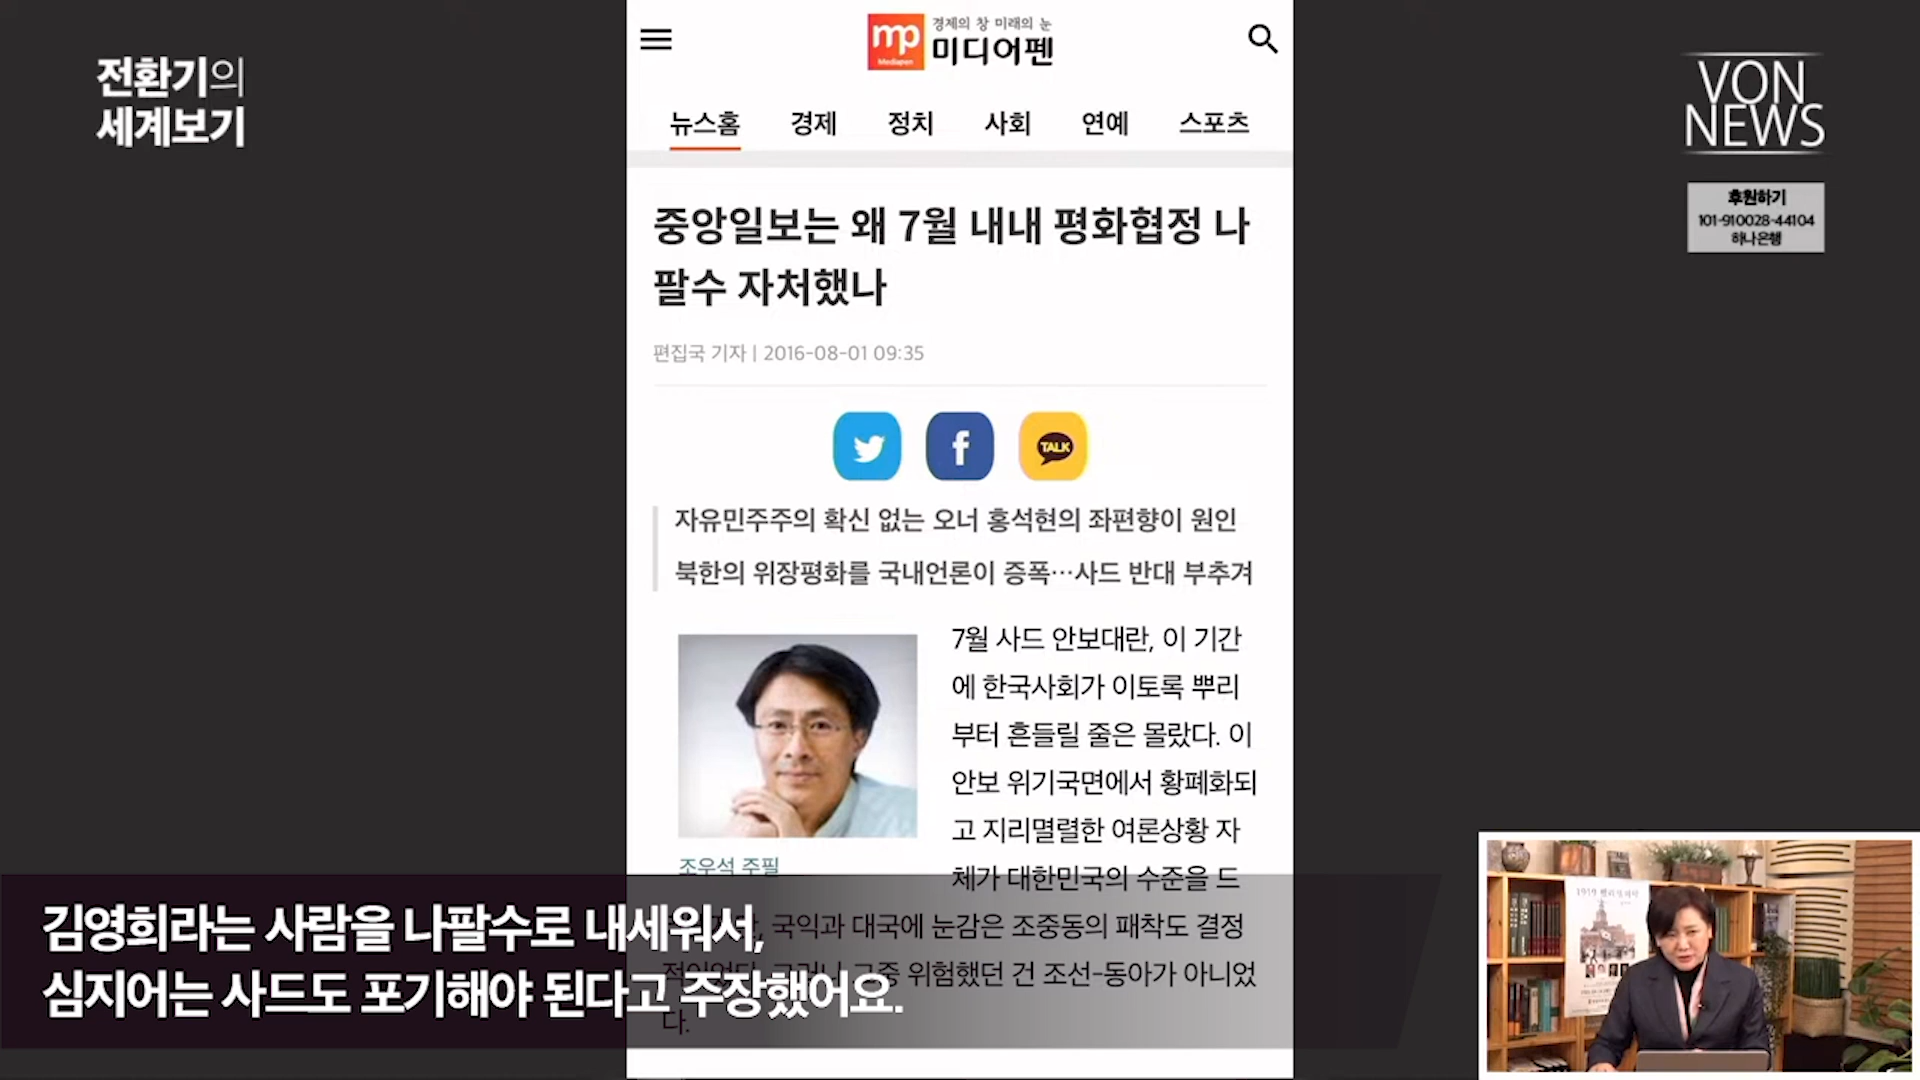 전환기의
세계보기
mp
Mediapen
경제의 창 미래의 눈
미디어펜
뉴스홈 경제 정치 사회 연예 스포츠
중앙일보는 왜 7월 내내 평화협정 나
팔수 자처했나
편집국 기자 | 2016-08-01 09:35
TALK
자유민주주의 확신 없는 오너 홍석현의 좌편향이 원인
북한의 위장평화를 국내언론이 증폭…사드 반대 부추겨
7월 사드 안보대란, 이 기간
에 한국사회가 이토록 뿌리
부터 흔들릴 줄은 몰랐다. 이
안보 위기국면에서 황폐화되
고 지리멸렬한 여론상황 자
체가 대한민국의 수준을 드
국익과 대국에 눈감은 조중동의 패착도 결정
위험했던 건 조선-동아가 아니었
다.
조우석 주필
김영희라는 사람을 나팔수로 내세워서,
심지어는 사드도 포기해야 된다고 주장했어요.
VON
NEWS
후원하기
101-910028-44104
하나은행